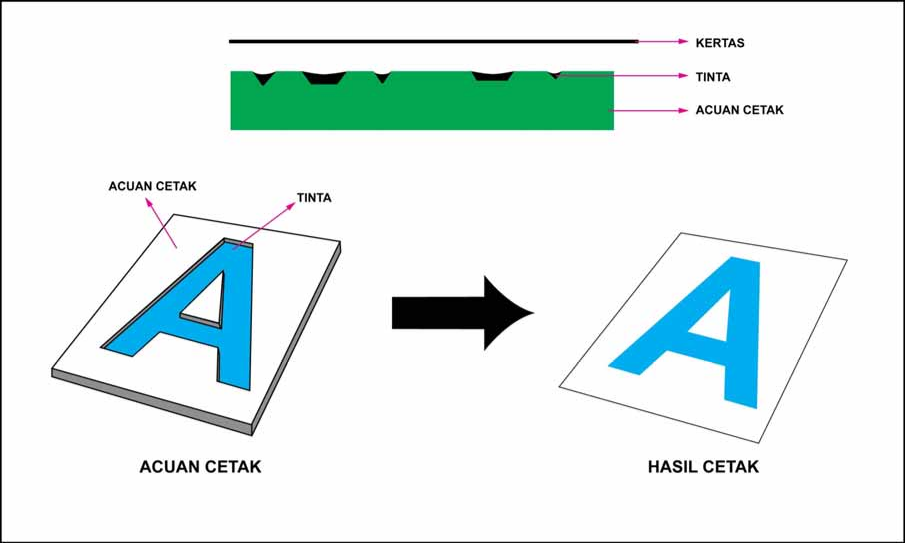 KERTAS
TINTA
ACUAN CETAK
ACUAN CETAK
TINTA
A
A
ACUAN CETAK
HASIL CETAK